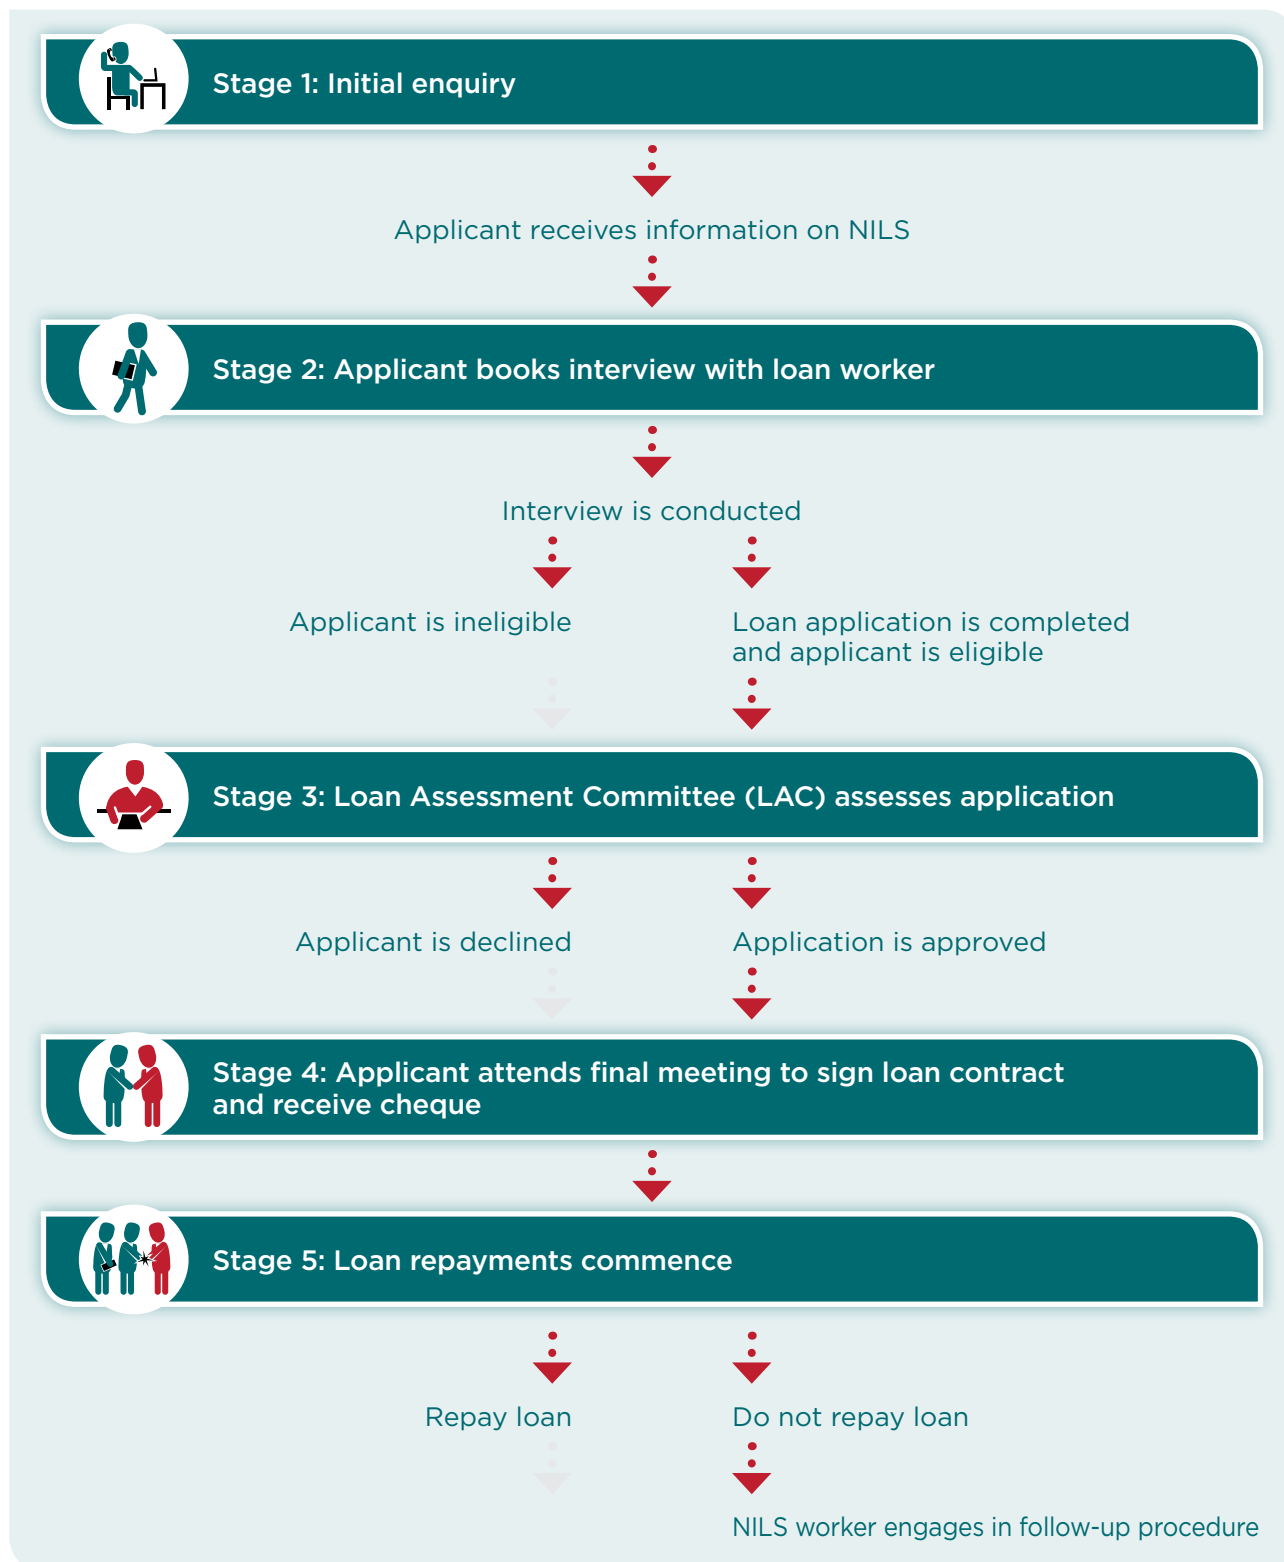 Stage 1: Initial enquiry
Applicant receives information on NILS
Stage 2: Applicant books interview with loan worker
Interview is conducted
Applicant is ineligible
Loan application is completed
and applicant is eligible
Stage 3: Loan Assessment Committee (LAC) assesses application
Applicant is declined
Application is approved
Stage 4: Applicant attends final meeting to sign loan contract
and receive cheque
Stage 5: Loan repayments commence
Repay loan
Do not repay loan
NILS worker engages in follow-up procedure